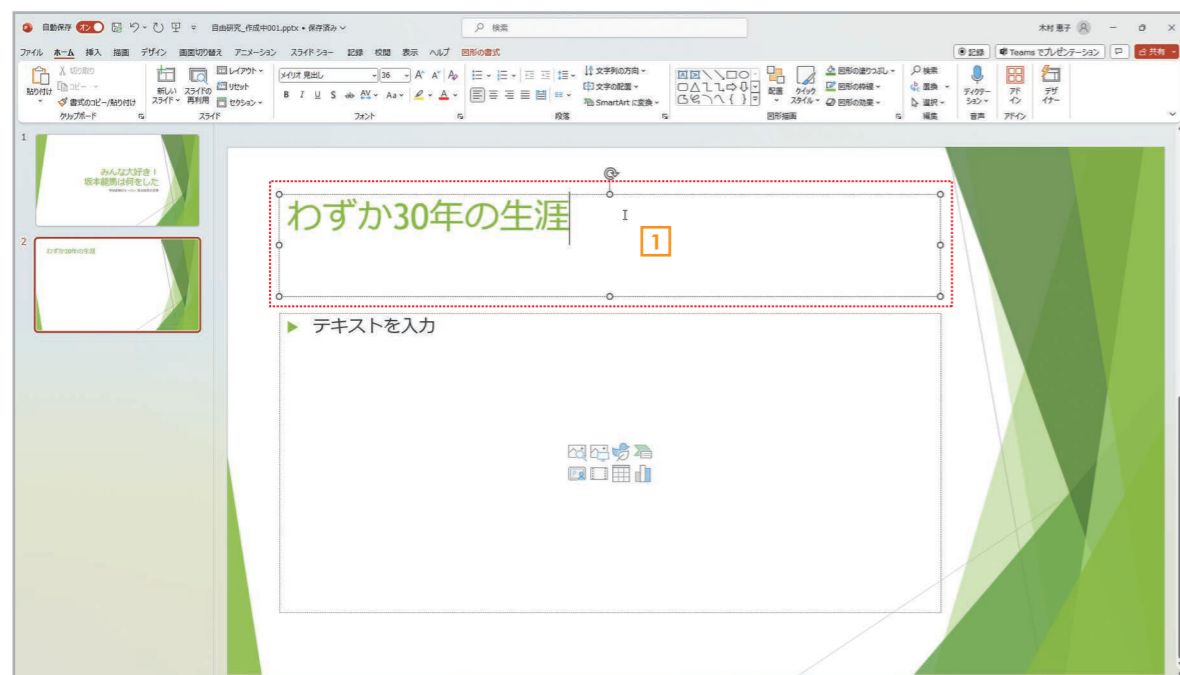 自動保存 オン 自由研究_作成中001.pptx • 保存済み 検索 木村 恵子
ファイル ホーム 挿入 描画 デザイン 画面切り替え アニメーション スライド ショー 記録 校閲 表示 ヘルプ 図形の書式 記録 Teams でプレゼンテーション 共有
貼り付け
切り取り
コピー
書式のコピー/貼り付け
クリップボード
新しい
スライド
スライドの
再利用
レイアウト
リセット
セクション
スライド
メイリオ 見出し 36
B I U S ab AV Aa A
フォント
文字列の方向
文字の配置
SmartArt に変換
段落
配置
クイック
スタイル
図形の塗りつぶし
図形の枠線
図形の効果
図形描画
検索
置換
選択
編集
ディクテー
ション
音声
アド
イン
アドイン
デザ
イナー
1
みんな大好き!
坂本龍馬は何をした
2
わずか30年の生涯
わずか30年の生涯
1
テキストを入力